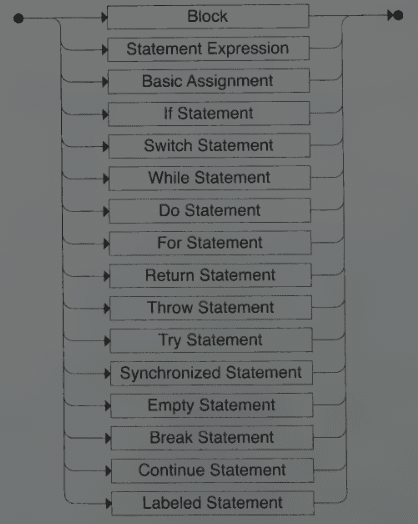 Block
Statement Expression
Basic Assignment
If Statement
Switch Statement
While Statement
Do Statement
For Statement
Return Statement
Throw Statement
Try Statement
Synchronized Statement
Empty Statement
Break Statement
Continue Statement
Labeled Statement